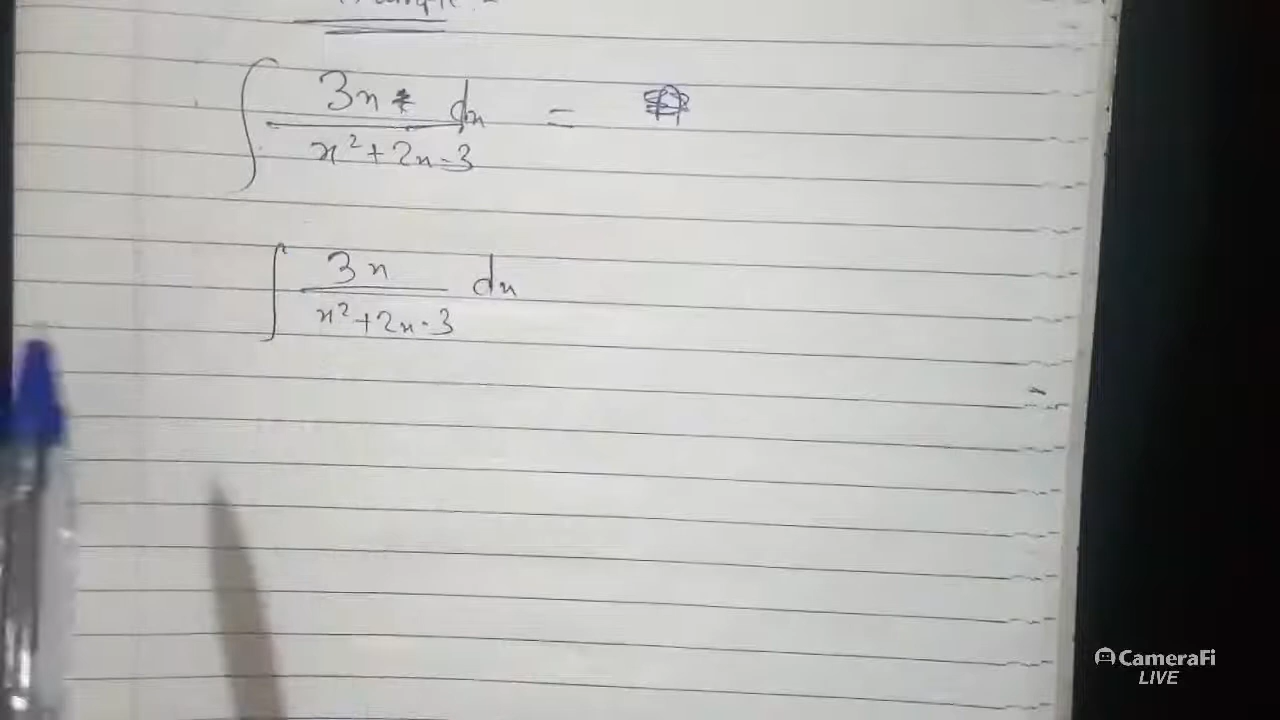 ∫ 3x dx / x²+2x-3 =
∫ 3x / x²+2x-3 dx
CameraFi
LIVE